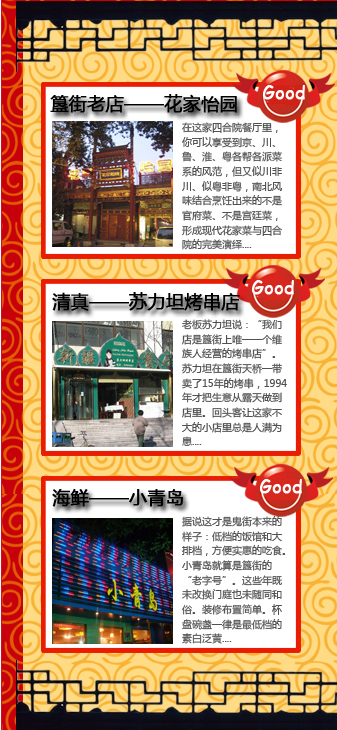 Good
簋街老店——花家怡园
在这家四合院餐厅里，
你可以享受到京、川、
鲁、淮、粤各帮各派菜
系的风范，但又似川非
川、似粤非粤，南北风
味结合烹饪出来的不是
官府菜、不是宫廷菜，
形成现代花家菜与四合
院的完美演绎....
Good
清真——苏力坦烤串店
老板苏力坦说：“我们
店是簋街上唯一一个维
族人经营的烤串店”。
苏力坦在簋街天桥一带
卖了15年的烤串，1994
年才把生意从露天做到
店里。回头客让这家不
大的小店里总是人满为
患....
Good
海鲜——小青岛
小青岛
据说这才是鬼街本来的
样子：低档的饭馆和大
排档，方便实惠的吃食。
小青岛就算是簋街的
“老字号”。这些年既
未改换门庭也未随同和
俗。装修布置简单。杯
盘碗盏一律是最低档的
素白泛黄....